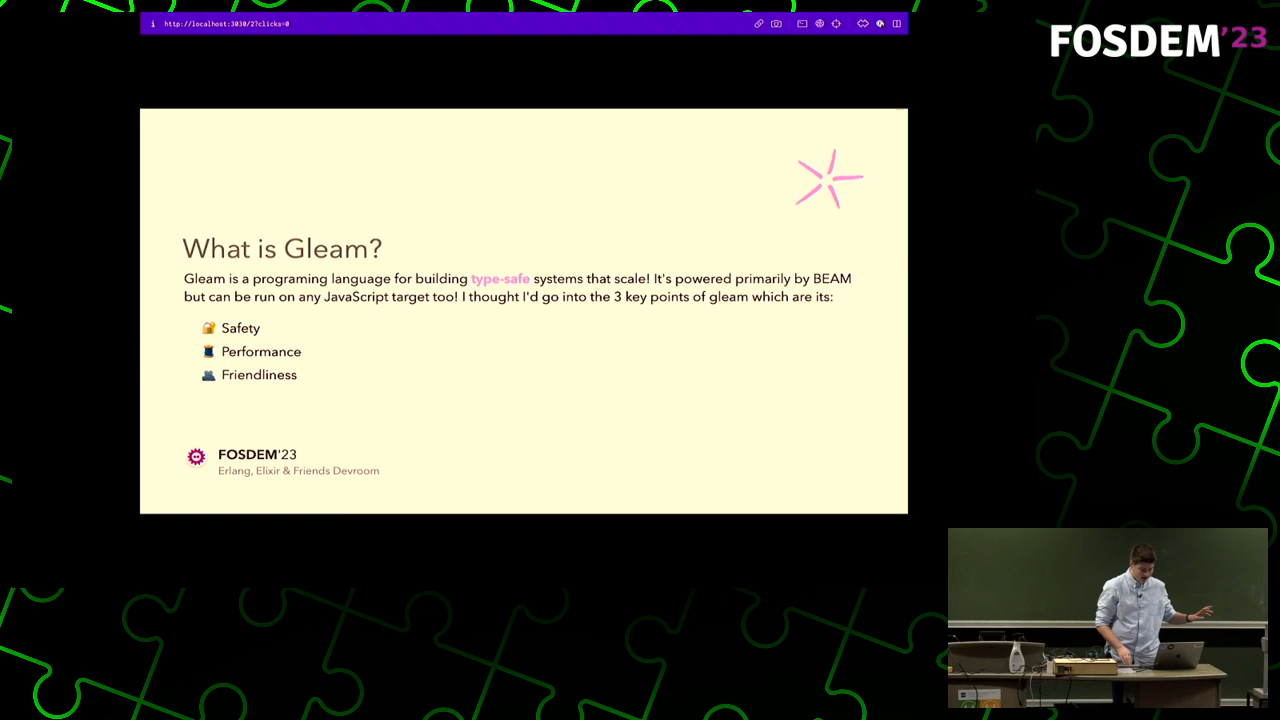 http://localhost:3030/2?clicks=0
FOSDEM'23
What is Gleam?
Gleam is a programing language for building type-safe systems that scale! It's powered primarily by BEAM
but can be run on any JavaScript target too! I thought I'd go into the 3 key points of gleam which are its:
Safety
Performance
Friendliness
FOSDEM'23
Erlang, Elixir & Friends Devroom